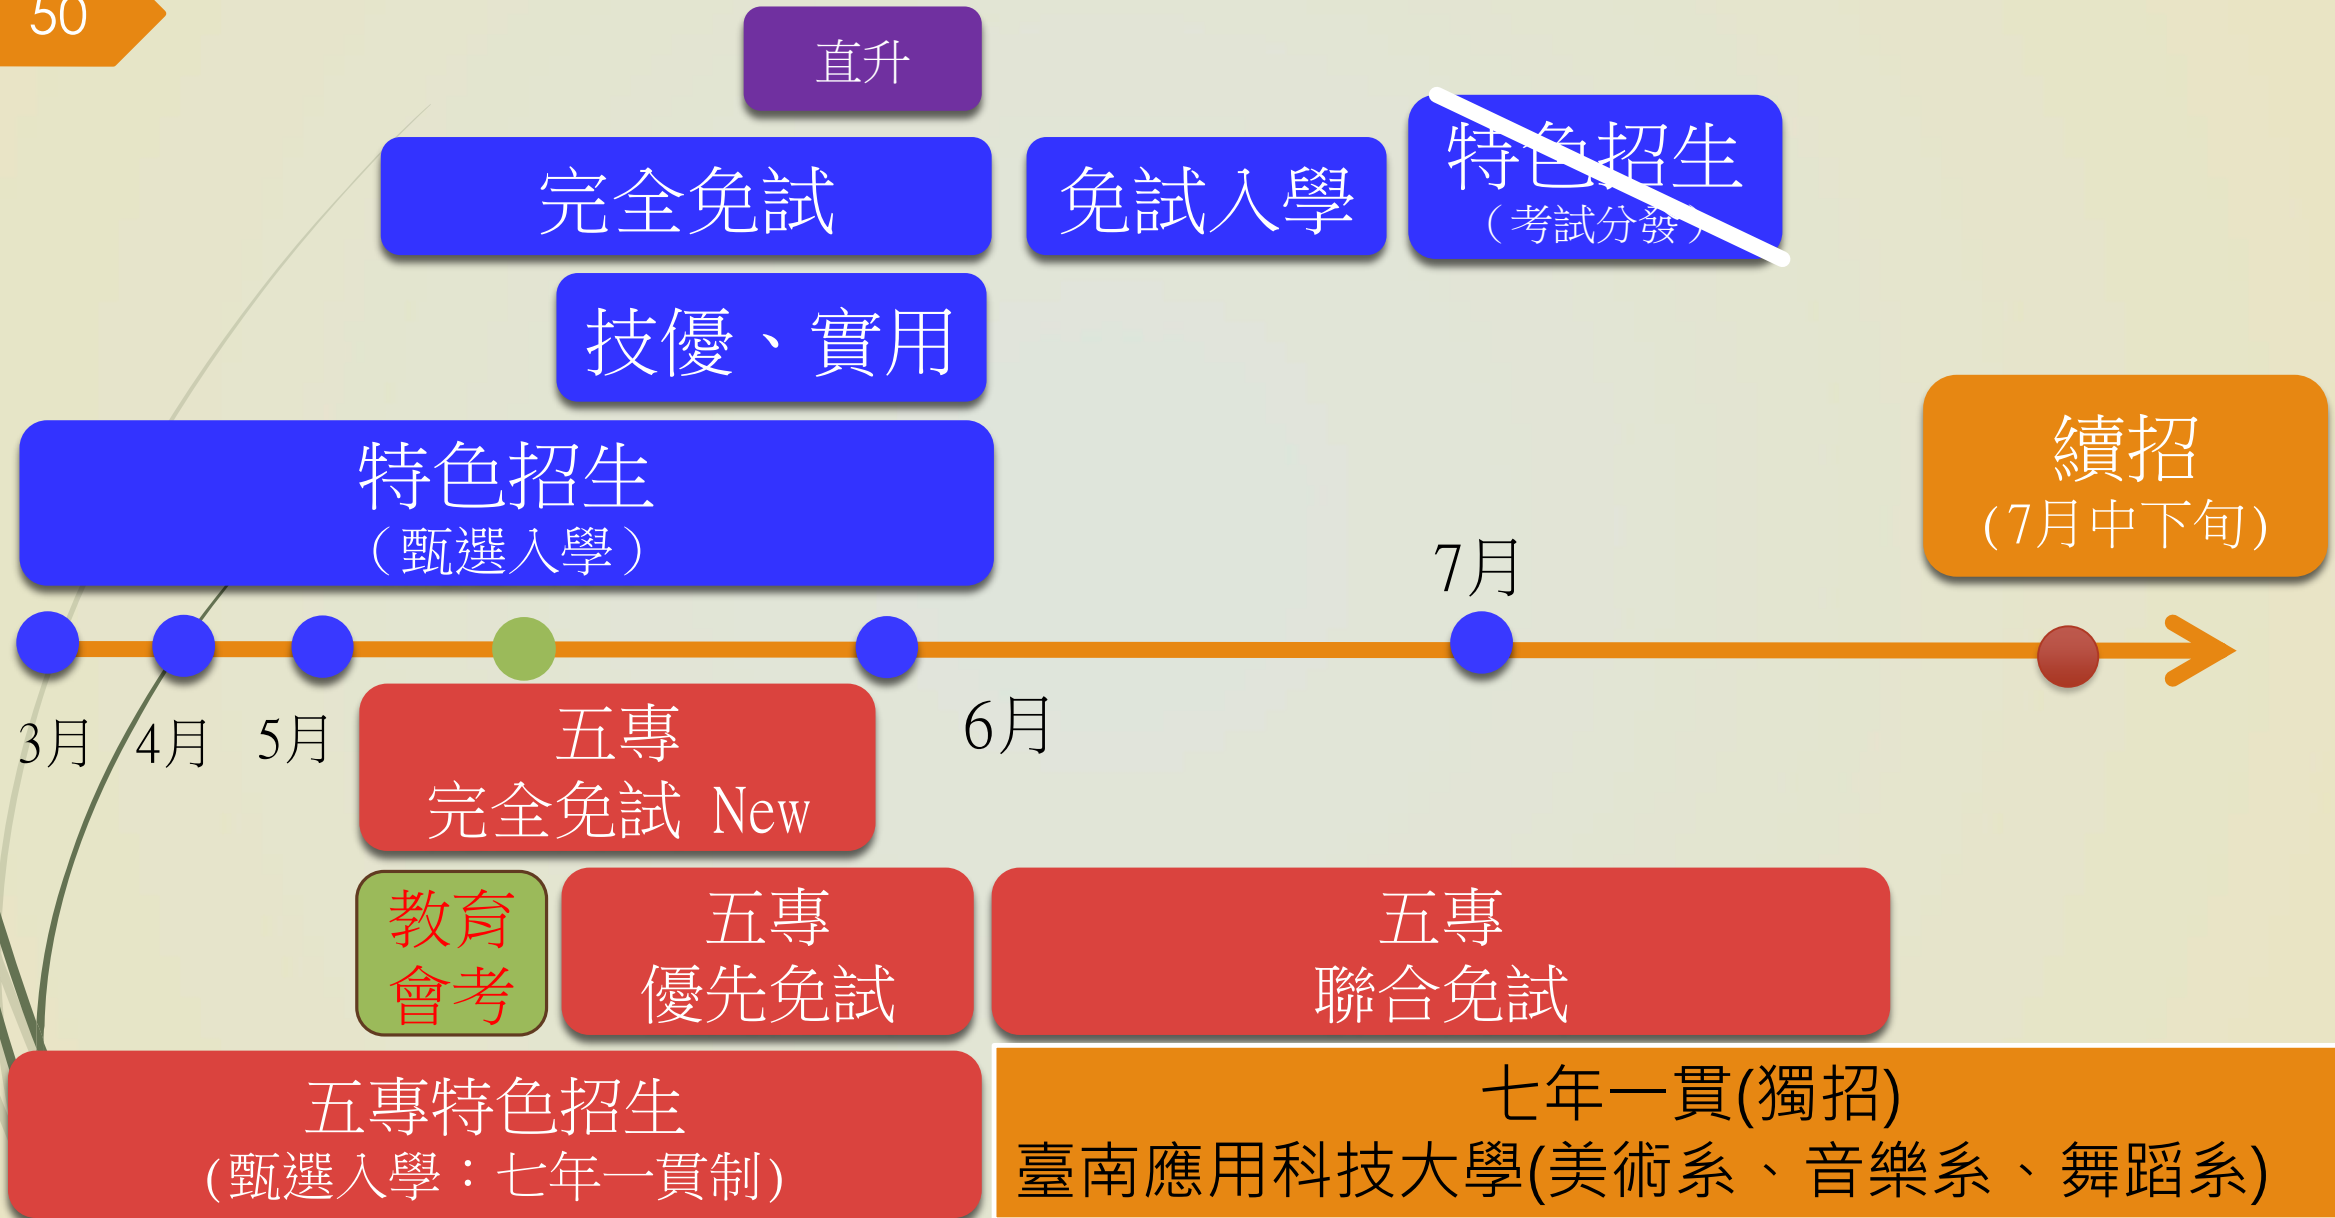 50
直升
完全免試
免試入學
特色招生
（考試分發）
技優、實用
特色招生
（甄選入學）
續招
(7月中下旬)
7月
3月
4月
5月
6月
五專
完全免試 New
教育
會考
五專
優先免試
五專
聯合免試
五專特色招生
(甄選入學：七年一貫制)
七年一貫(獨招)
臺南應用科技大學(美術系、音樂系、舞蹈系)